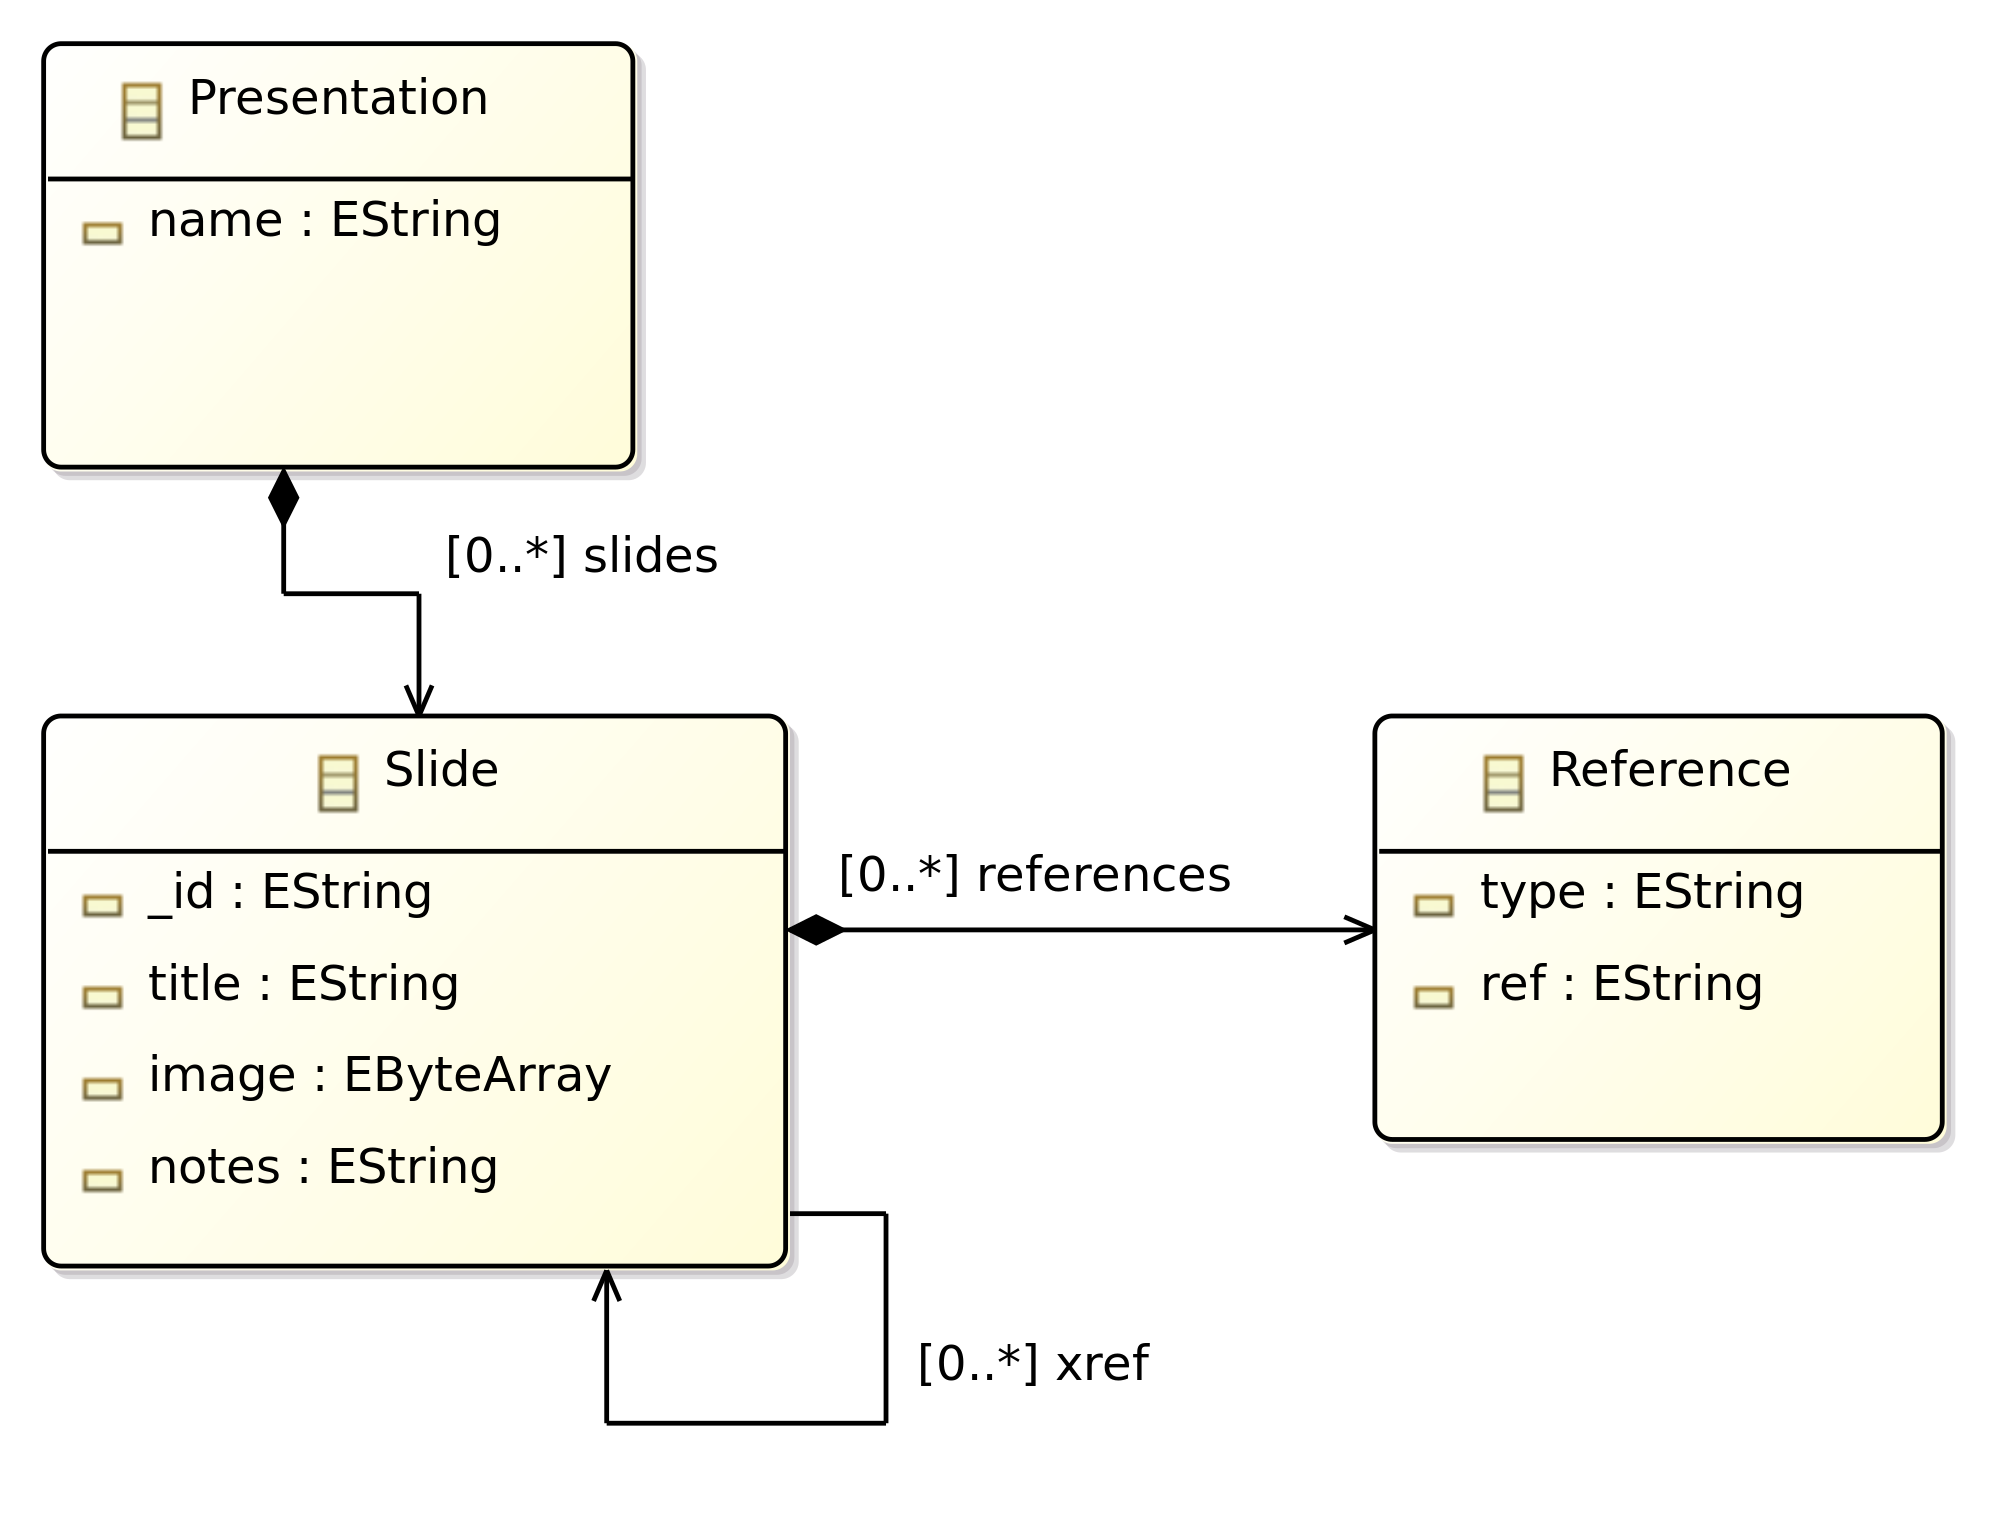 Presentation
name : EString
[0..*] slides
Slide
_id : EString
title : EString
image : EByteArray
notes : EString
[0..*] references
Reference
type : EString
ref : EString
[0..*] xref